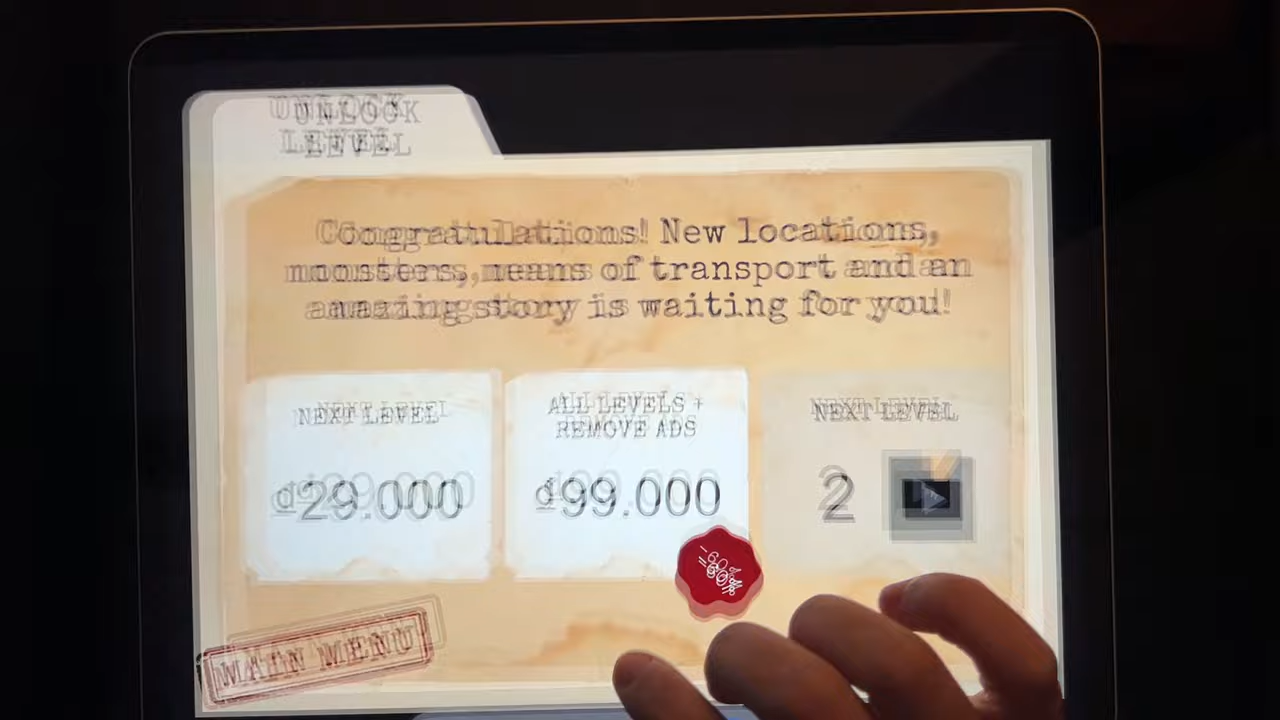 UNLOCK
LEVEL
Congratulations! New locations,
monsters, means of transport and an
amazing story is waiting for you!
NEXT LEVEL
₫29.000
ALL LEVELS +
REMOVE ADS
₫99.000
-60%
NEXT LEVEL
2
MAIN MENU